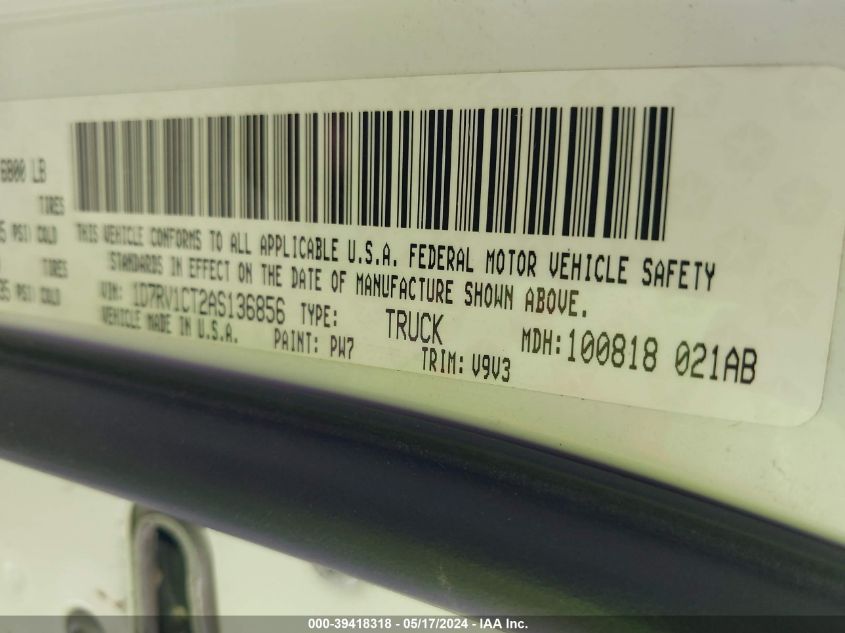 6800 LB
TIRES
PSI) COLD
TIRES
PSI) COLD
THIS VEHICLE CONFORMS TO ALL APPLICABLE U.S.A. FEDERAL MOTOR VEHICLE SAFETY
STANDARDS IN EFFECT ON THE DATE OF MANUFACTURE SHOWN ABOVE.
VIN: 1D7RV1CT2AS136856 TYPE: TRUCK MDH: 100818 021AB
VEHICLE MADE IN U.S.A. PAINT: PW7 TRIM: V9V3
000-39418318 - 05/17/2024 - IAA Inc.